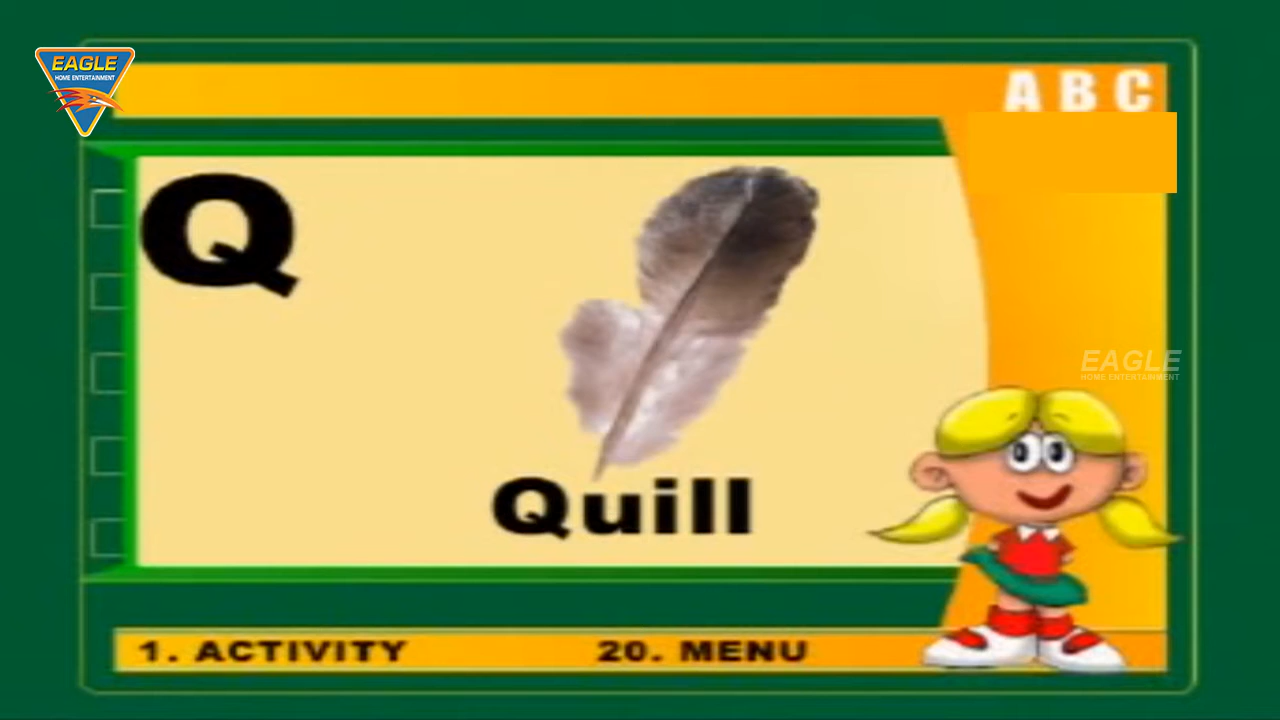 EAGLE
HOME ENTERTAINMENT
A B C
Q
EAGLE
HOME ENTERTAINMENT
Quill
1. ACTIVITY 20. MENU